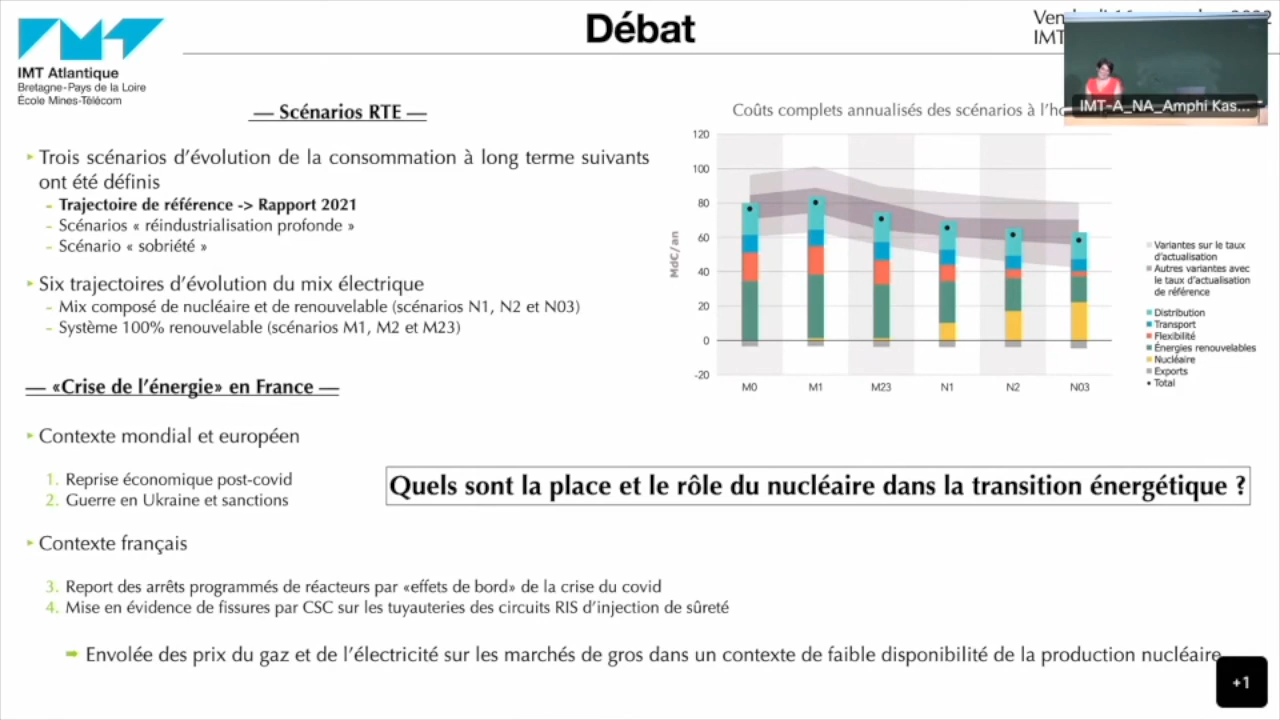 Débat
IMT Atlantique
Bretagne-Pays de la Loire
École Mines-Télécom
IMT
IMT-A_NA_Amphi Kas...
— Scénarios RTE —
▸ Trois scénarios d’évolution de la consommation à long terme suivants
ont été définis
- Trajectoire de référence -> Rapport 2021
- Scénarios « réindustrialisation profonde »
- Scénario « sobriété »
▸ Six trajectoires d’évolution du mix électrique
- Mix composé de nucléaire et de renouvelable (scénarios N1, N2 et N03)
- Système 100% renouvelable (scénarios M1, M2 et M23)
Coûts complets annualisés des scénarios à
120
100
80
60
40
20
0
-20
MdC/an
M0 M1 M23 N1 N2 N03
Variantes sur le taux
d’actualisation
Autres variantes avec
le taux d’actualisation
de référence
Distribution
Transport
Flexibilité
Énergies renouvelables
Nucléaire
Exports
Total
— «Crise de l’énergie» en France —
▸ Contexte mondial et européen
1. Reprise économique post-covid
2. Guerre en Ukraine et sanctions
Quels sont la place et le rôle du nucléaire dans la transition énergétique ?
▸ Contexte français
3. Report des arrêts programmés de réacteurs par «effets de bord» de la crise du covid
4. Mise en évidence de fissures par CSC sur les tuyauteries des circuits RIS d’injection de sûreté
➡ Envolée des prix du gaz et de l’électricité sur les marchés de gros dans un contexte de faible disponibilité de la production nucléaire
+1